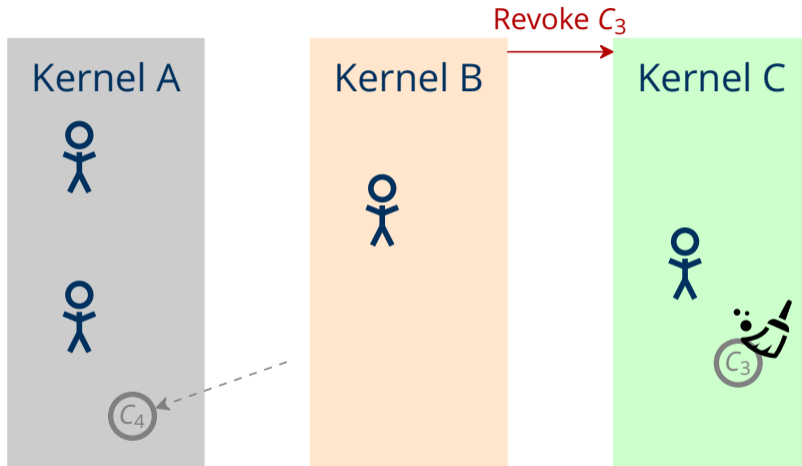 Revoke C₃
Kernel A
Kernel B
Kernel C
C₃
C₄